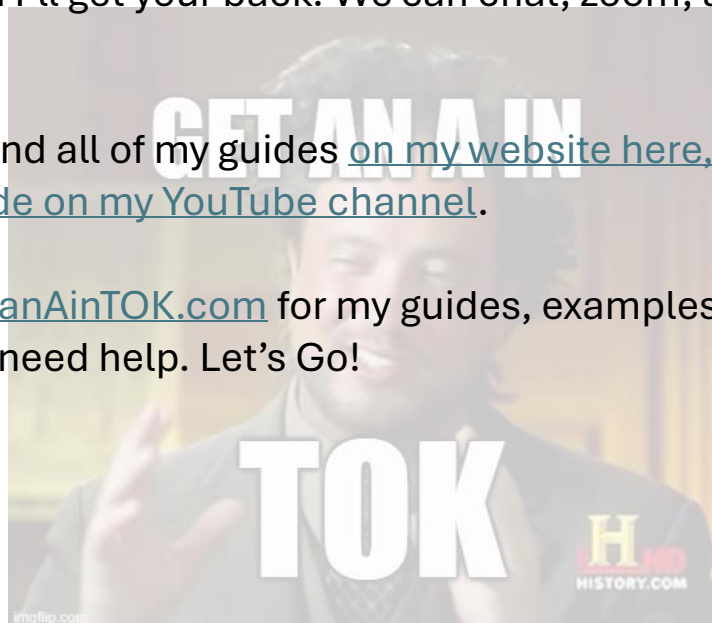 I'll get your back. We can chat, zoom,
GET AN A IN
nd all of my guides on my website here,
de on my YouTube channel.
anAinTOK.com for my guides, examples
need help. Let's Go!
TOK
H HD
HISTORY.COM
imgflip.com